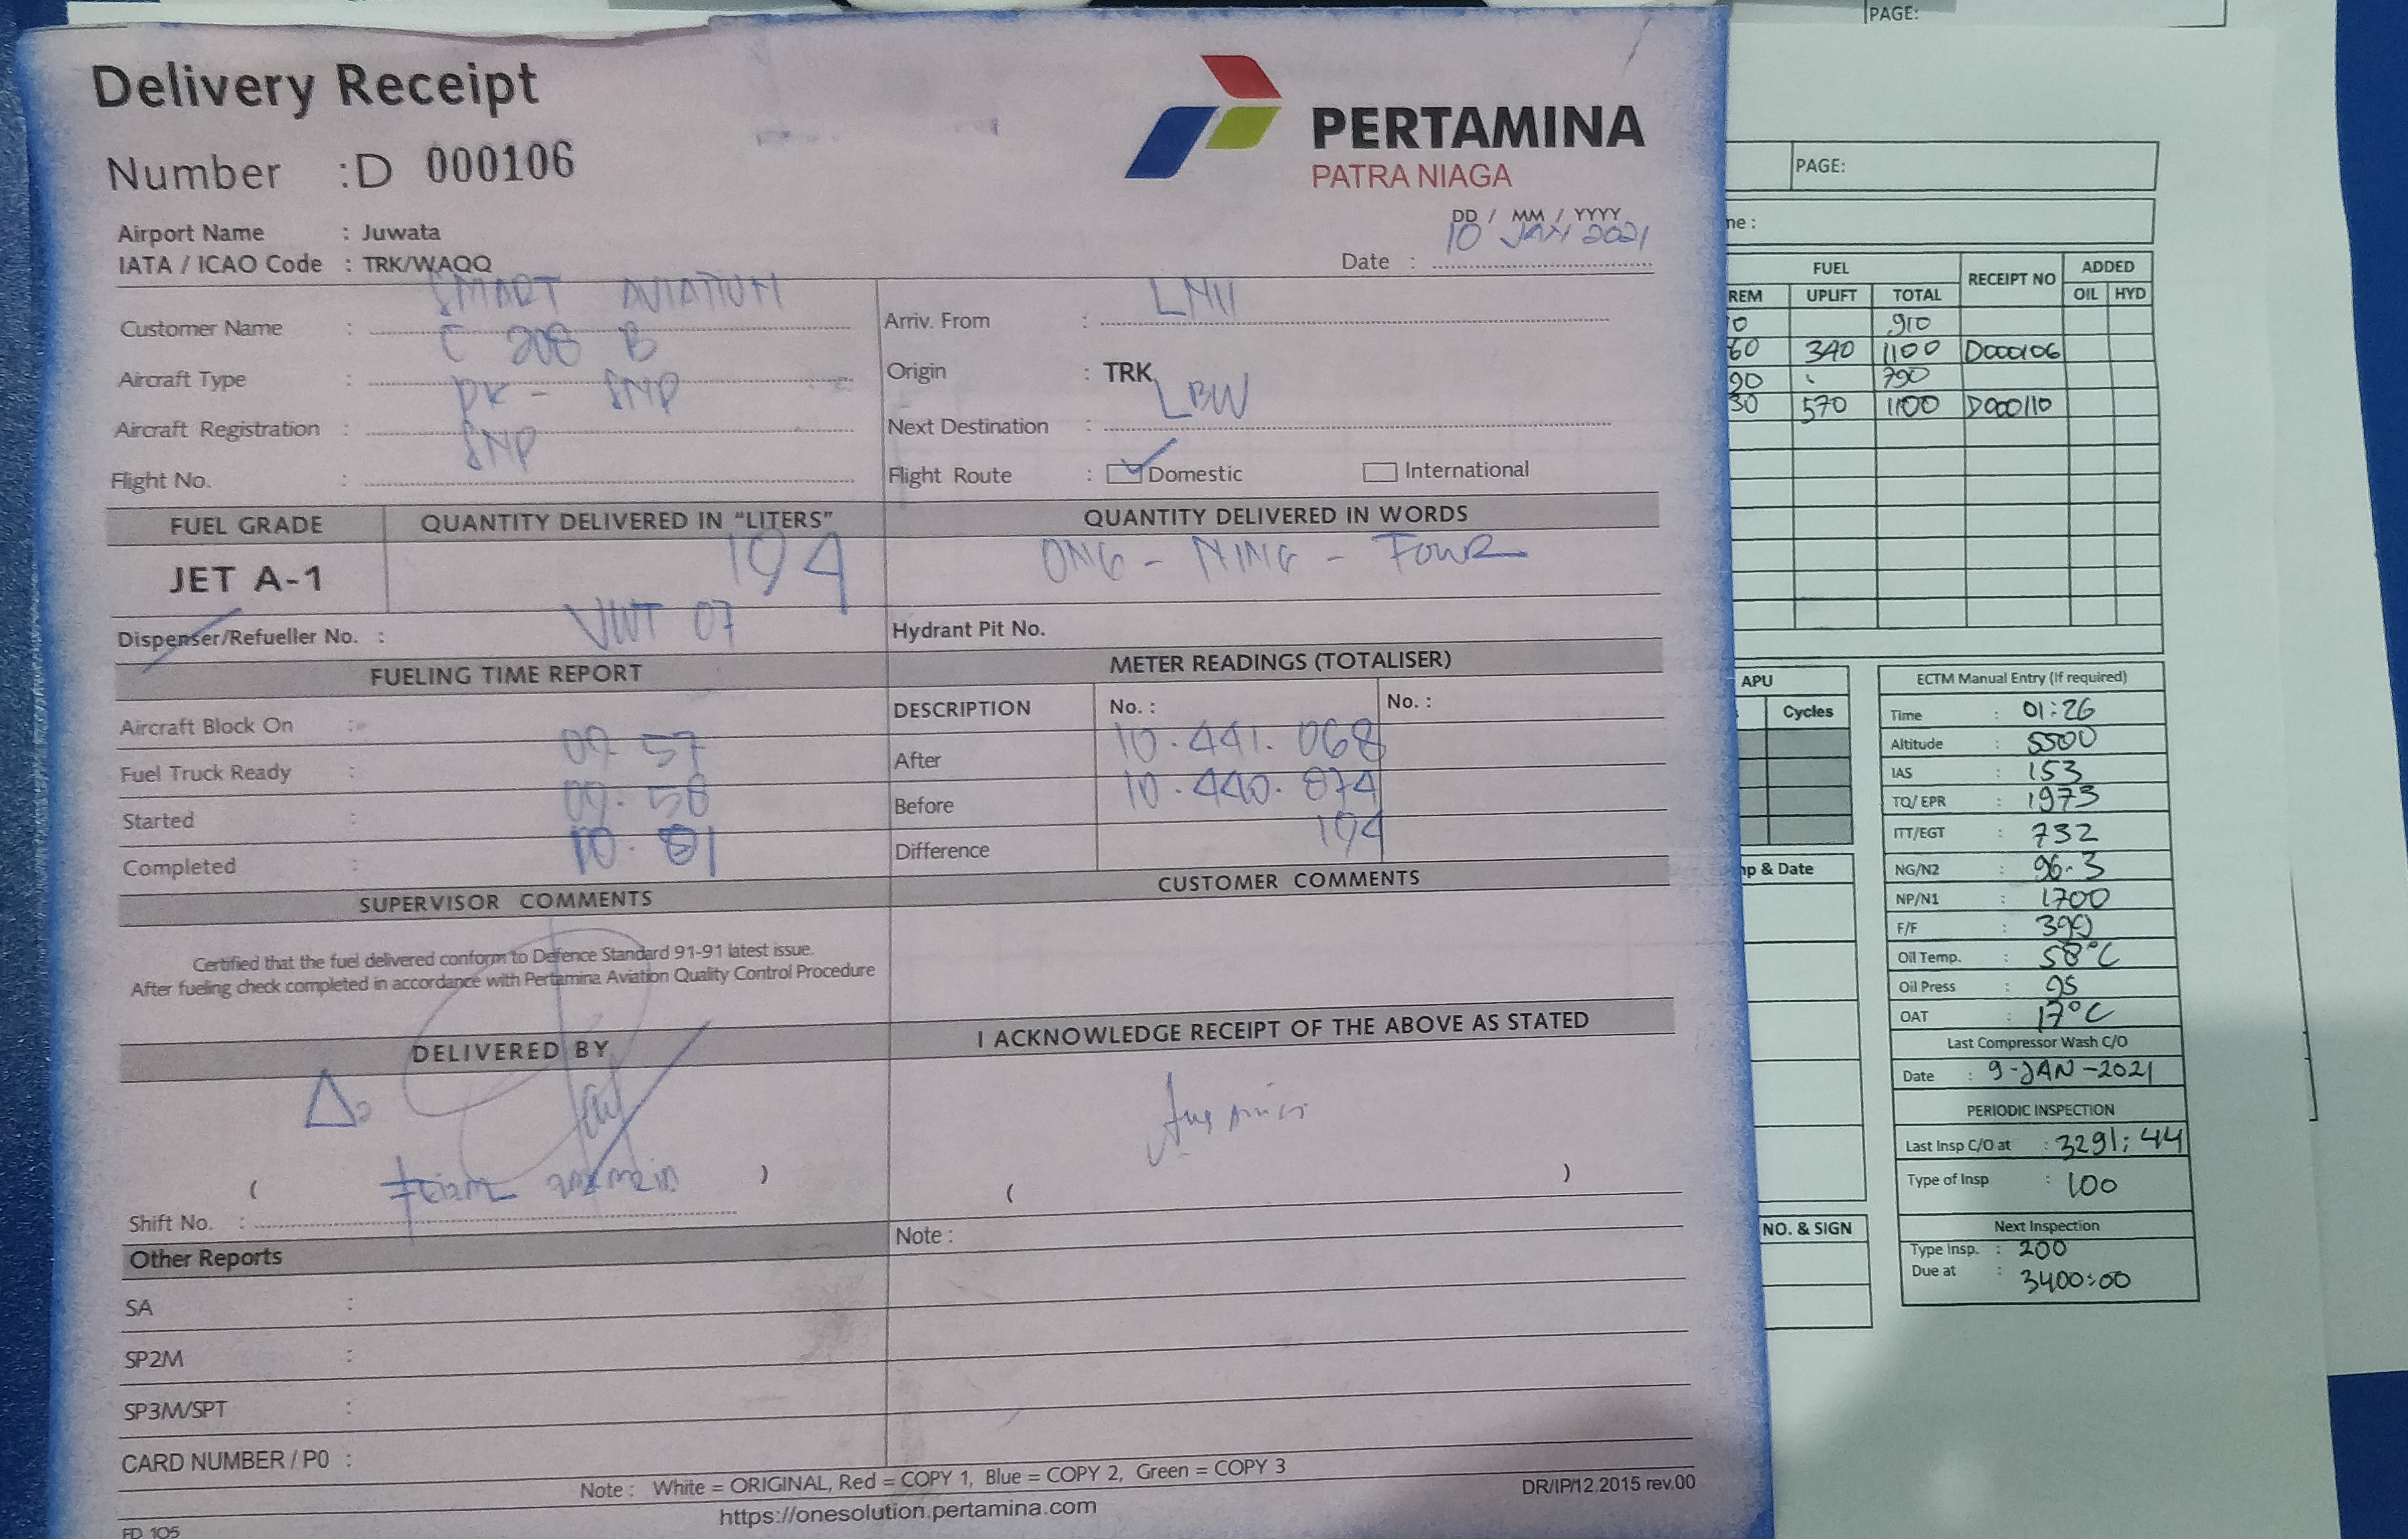 PAGE:
Delivery Receipt
Number : D 000106
PERTAMINA
PATRA NIAGA
Airport Name : Juwata
IATA / ICAO Code : TRK/WAQQ
DD / MM / YYYY
Date : 10 JAN 2021
Customer Name : SMART AVIATION
Aircraft Type : C 208 B
Aircraft Registration : PK - SNP
Flight No. : SNP
Arriv. From :
Origin : TRK
Next Destination : LBW
Flight Route : Domestic International
FUEL GRADE QUANTITY DELIVERED IN "LITERS" QUANTITY DELIVERED IN WORDS
JET A-1 194 ONE - NINE - FOUR
Dispenser/Refueller No. : 07 Hydrant Pit No.
FUELING TIME REPORT
Aircraft Block On :
Fuel Truck Ready : 09 57
Started : 09. 58
Completed : 10. 01
METER READINGS (TOTALISER)
DESCRIPTION No. : No. :
After 10.441.068
Before 10.440.874
Difference 194
SUPERVISOR COMMENTS CUSTOMER COMMENTS
Certified that the fuel delivered conform to Defence Standard 91-91 latest issue.
After fueling check completed in accordance with Pertamina Aviation Quality Control Procedure
DELIVERED BY I ACKNOWLEDGE RECEIPT OF THE ABOVE AS STATED
( ) ( )
Shift No. :
Note :
Other Reports
SA :
SP2M :
SP3M/SPT :
CARD NUMBER / P0 :
Note : White = ORIGINAL, Red = COPY 1, Blue = COPY 2, Green = COPY 3
DR/IP/12.2015 rev.00
https://onesolution.pertamina.com
FD 105
PAGE:
ne :
FUEL RECEIPT NO ADDED
REM UPLIFT TOTAL OIL HYD
0 910
60 340 1100 D000106
90 790
30 570 1100 D000110
APU
Cycles
p & Date
NO. & SIGN
ECTM Manual Entry (If required)
Time : 01:26
Altitude : 5500
IAS : 153
TQ/ EPR : 1973
ITT/EGT : 732
NG/N2 : 96.3
NP/N1 : 1700
F/F : 390
Oil Temp. : 58°C
Oil Press : 95
OAT : 17°C
Last Compressor Wash C/O
Date : 9-JAN-2021
PERIODIC INSPECTION
Last Insp C/O at : 3291:44
Type of Insp : 100
Next Inspection
Type Insp. : 200
Due at : 3400:00